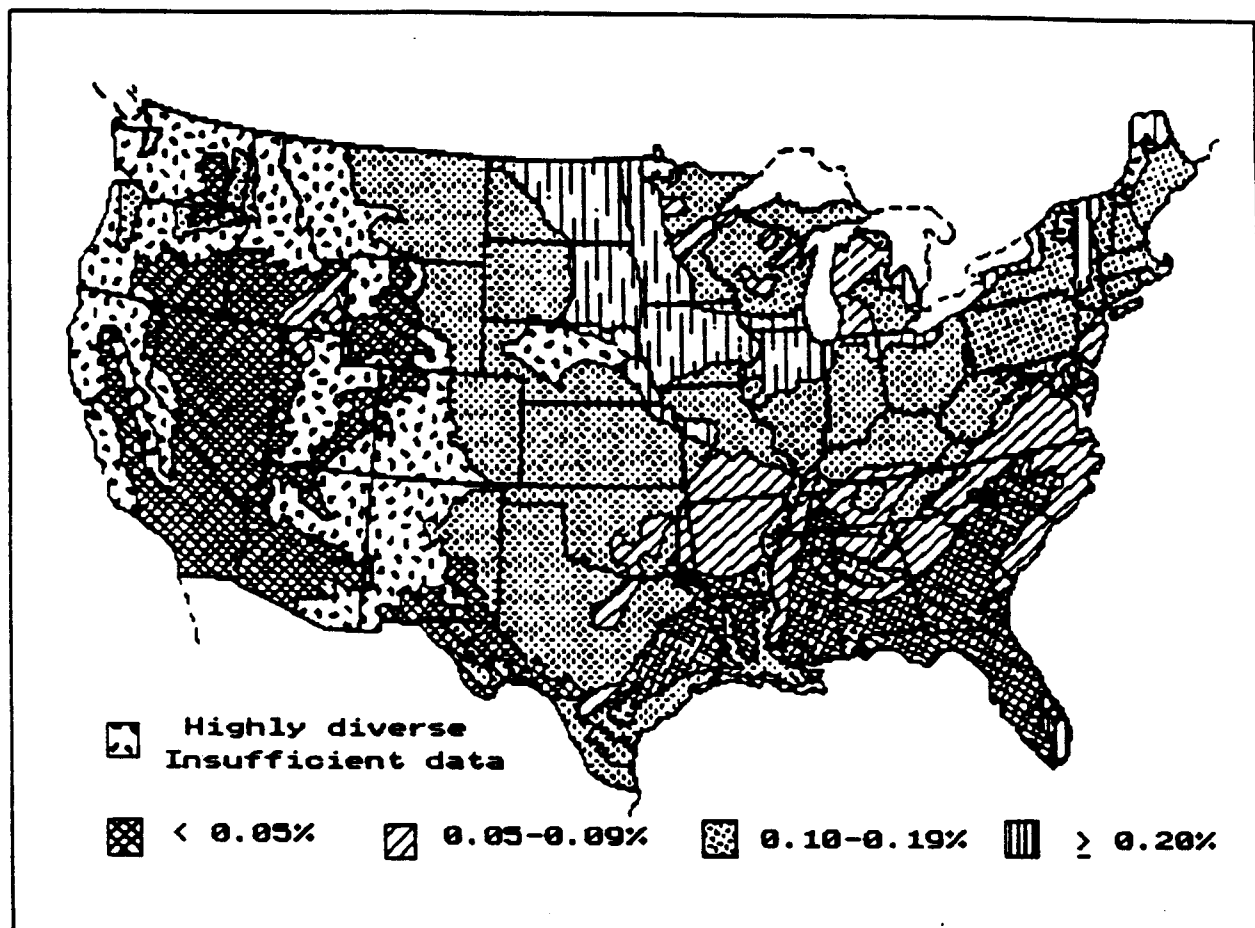 Highly diverse
Insufficient data
< 0.05%
0.05-0.09%
0.10-0.19%
≥ 0.20%